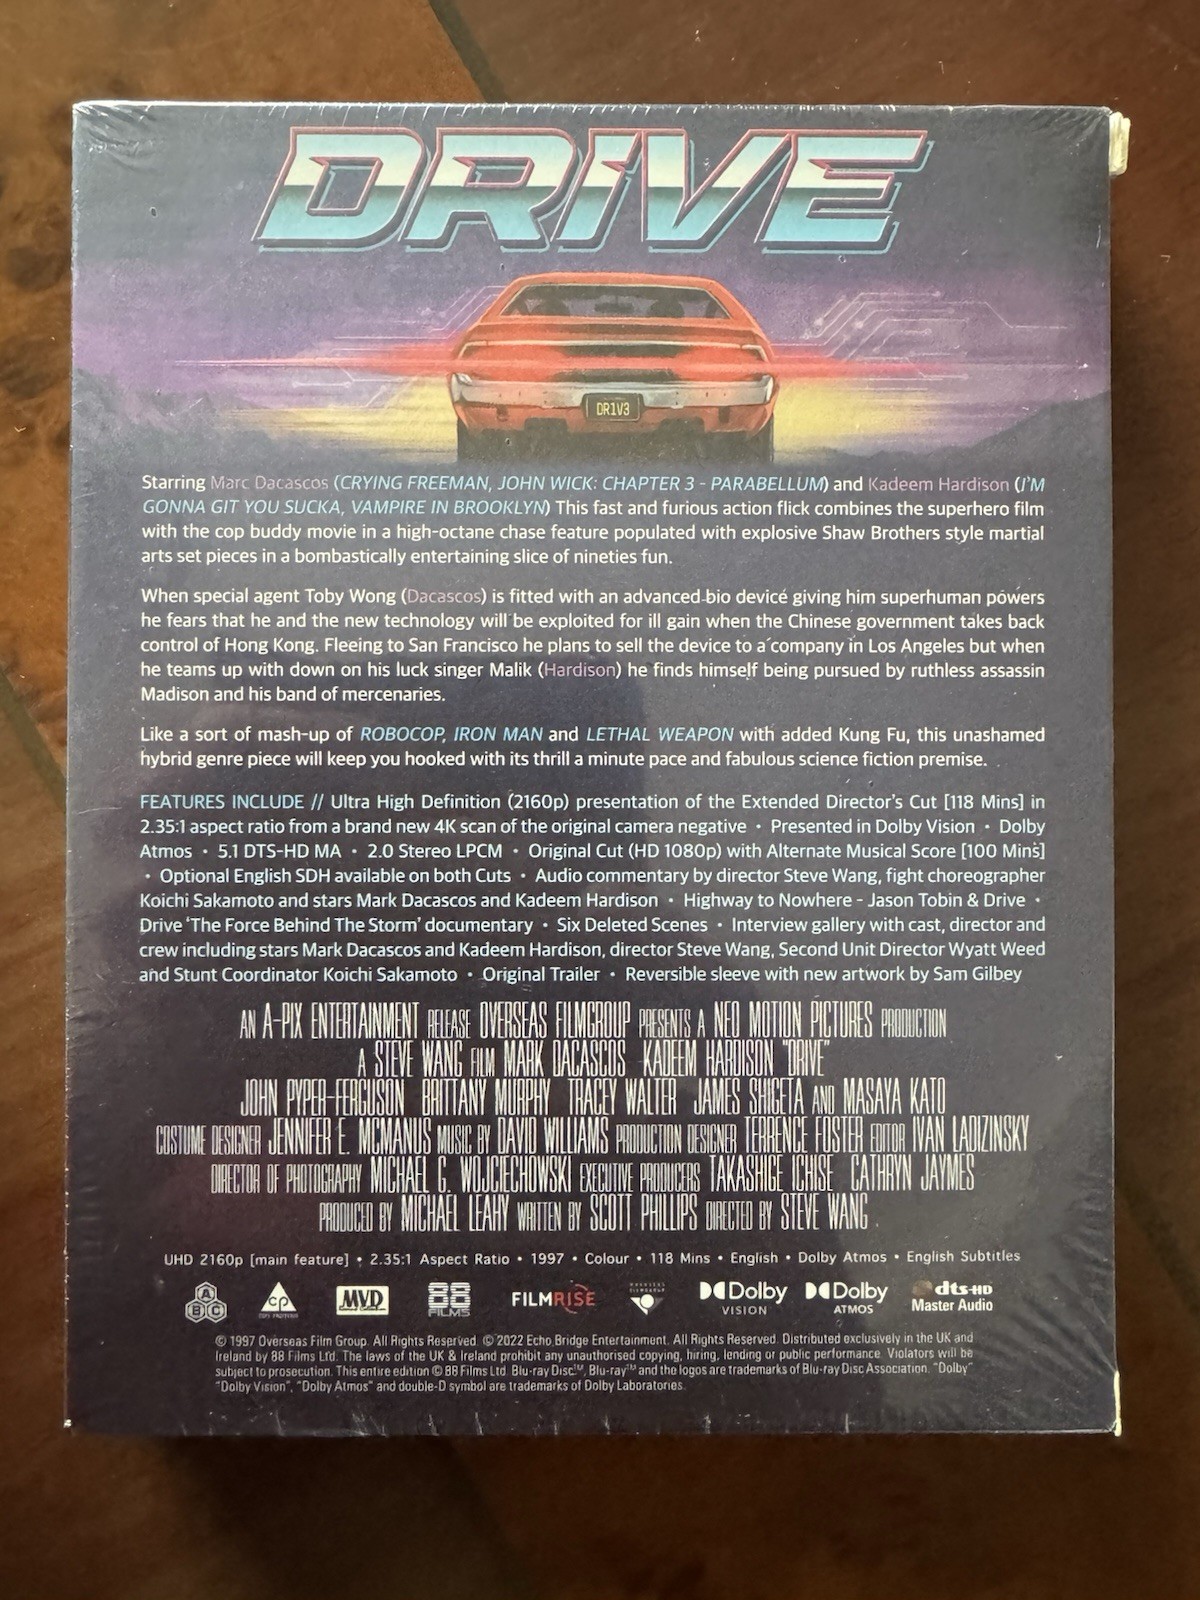 DRIVE
DR1V3
Starring Marc Dacascos (CRYING FREEMAN, JOHN WICK: CHAPTER 3 - PARABELLUM) and Kadeem Hardison (I'M
GONNA GIT YOU SUCKA, VAMPIRE IN BROOKLYN) This fast and furious action flick combines the superhero film
with the cop buddy movie in a high-octane chase feature populated with explosive Shaw Brothers style martial
arts set pieces in a bombastically entertaining slice of nineties fun.
When special agent Toby Wong (Dacascos) is fitted with an advanced bio device giving him superhuman powers
he fears that he and the new technology will be exploited for ill gain when the Chinese government takes back
control of Hong Kong. Fleeing to San Francisco he plans to sell the device to a company in Los Angeles but when
he teams up with down on his luck singer Malik (Hardison) he finds himself being pursued by ruthless assassin
Madison and his band of mercenaries.
Like a sort of mash-up of ROBOCOP, IRON MAN and LETHAL WEAPON with added Kung Fu, this unashamed
hybrid genre piece will keep you hooked with its thrill a minute pace and fabulous science fiction premise.
FEATURES INCLUDE // Ultra High Definition (2160p) presentation of the Extended Director's Cut [118 Mins] in
2.35:1 aspect ratio from a brand new 4K scan of the original camera negative • Presented in Dolby Vision • Dolby
Atmos • 5.1 DTS-HD MA • 2.0 Stereo LPCM • Original Cut (HD 1080p) with Alternate Musical Score [100 Mins]
• Optional English SDH available on both Cuts • Audio commentary by director Steve Wang, fight choreographer
Koichi Sakamoto and stars Mark Dacascos and Kadeem Hardison • Highway to Nowhere - Jason Tobin & Drive •
Drive 'The Force Behind The Storm' documentary • Six Deleted Scenes • Interview gallery with cast, director and
crew including stars Mark Dacascos and Kadeem Hardison, director Steve Wang, Second Unit Director Wyatt Weed
and Stunt Coordinator Koichi Sakamoto • Original Trailer • Reversible sleeve with new artwork by Sam Gilbey
AN A-PIX ENTERTAINMENT RELEASE OVERSEAS FILMGROUP PRESENTS A NEO MOTION PICTURES PRODUCTION
A STEVE WANG FILM MARK DACASCOS KADEEM HARDISON "DRIVE"
JOHN PYPER-FERGUSON BRITTANY MURPHY TRACEY WALTER JAMES SHIGETA AND MASAYA KATO
COSTUME DESIGNER JENNIFER E. MCMANUS MUSIC BY DAVID WILLIAMS PRODUCTION DESIGNER TERRENCE FOSTER EDITOR IVAN LADIZINSKY
DIRECTOR OF PHOTOGRAPHY MICHAEL G. WOJCIECHOWSKI EXECUTIVE PRODUCERS TAKASHIGE ICHISE CATHRYN JAYMES
PRODUCED BY MICHAEL LEAHY WRITTEN BY SCOTT PHILLIPS DIRECTED BY STEVE WANG
UHD 2160p [main feature] • 2.35:1 Aspect Ratio • 1997 • Colour • 118 Mins • English • Dolby Atmos • English Subtitles
ABC CP MVD 88 FILMS FILMRISE Dolby VISION Dolby ATMOS dts-HD Master Audio
© 1997 Overseas Film Group. All Rights Reserved. © 2022 Echo Bridge Entertainment. All Rights Reserved. Distributed exclusively in the UK and
Ireland by 88 Films Ltd. The laws of the UK & Ireland prohibit any unauthorised copying, hiring, lending or public performance. Violators will be
subject to prosecution. This entire edition © 88 Films Ltd. Blu-ray Disc™, Blu-ray™ and the logos are trademarks of Blu-ray Disc Association. "Dolby"
"Dolby Vision", "Dolby Atmos" and double-D symbol are trademarks of Dolby Laboratories.